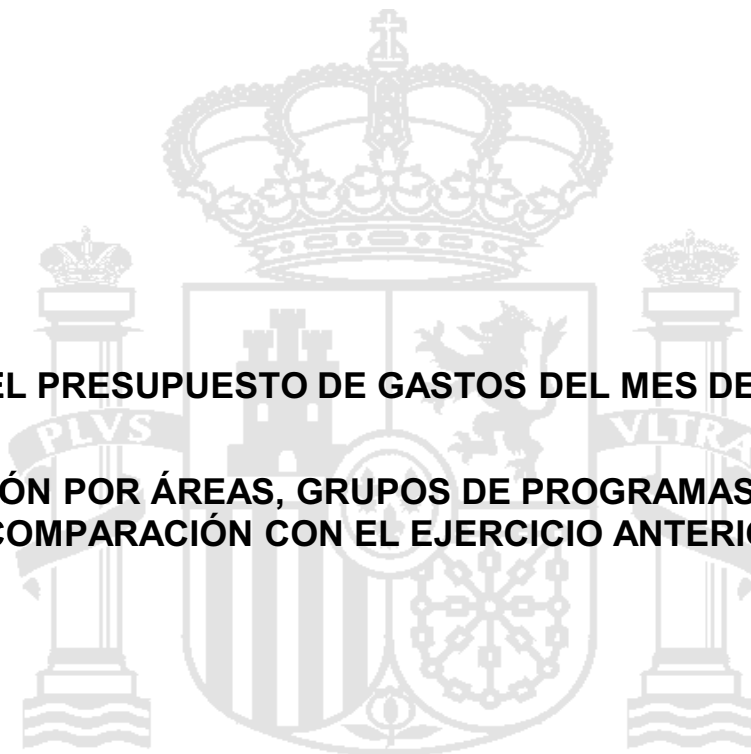 EL PRESUPUESTO DE GASTOS DEL MES DE
PLVS
VLTRA
ÓN POR ÁREAS, GRUPOS DE PROGRAMAS
COMPARACIÓN CON EL EJERCICIO ANTERIO